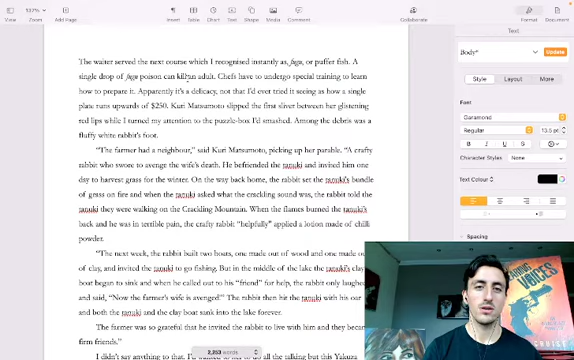 107%
View
Zoom
Insert
Table
Chart
Text
Shape
Media
Comment
Collaborate
Format
Document
Text
Body*
Update
Style
Layout
More
Font
Garamond
Regular
13.5 pt
B
I
U
S
Character Styles
None
Text Colour
Spacing
The waiter served the next course which I recognised instantly as, fugu, or puffer fish. A
single drop of fugu poison can kill an adult. Chefs have to undergo special training to learn
how to prepare it. Apparently it's a delicacy, not that I'd ever tried it seeing as how a single
plate runs upwards of $250. Kuri Matsumoto slipped the first sliver between her glistening
red lips while I turned my attention to the puzzle-box I'd smashed. Among the debris was a
fluffy white rabbit's foot.
"The farmer had a neighbour," said Kuri Matsumoto, picking up her parable. "A crafty
rabbit who swore to avenge the wife's death. He befriended the tanuki and invited him one
day to harvest grass for the winter. On the way back home, the rabbit set the tanuki's bundle
of grass on fire and when the tanuki asked what the crackling sound was, the rabbit told the
tanuki they were walking on the Crackling Mountain. When the flames burned the tanuki's
back and he was in terrible pain, the crafty rabbit "helpfully" applied a lotion made of chilli
powder.
"The next week, the rabbit built two boats, one made out of wood and one made
of clay, and invited the tanuki to go fishing. But in the middle of the lake the tanuki's clay
boat began to sink and when he called out to his "friend" for help, the rabbit only laughed
and said, "Now the farmer's wife is avenged!" The rabbit then hit the tanuki with his oar
and both the tanuki and the clay boat sank into the lake forever.
The farmer was so grateful that he invited the rabbit to live with him and they became
firm friends."
2,253 words
VOICES